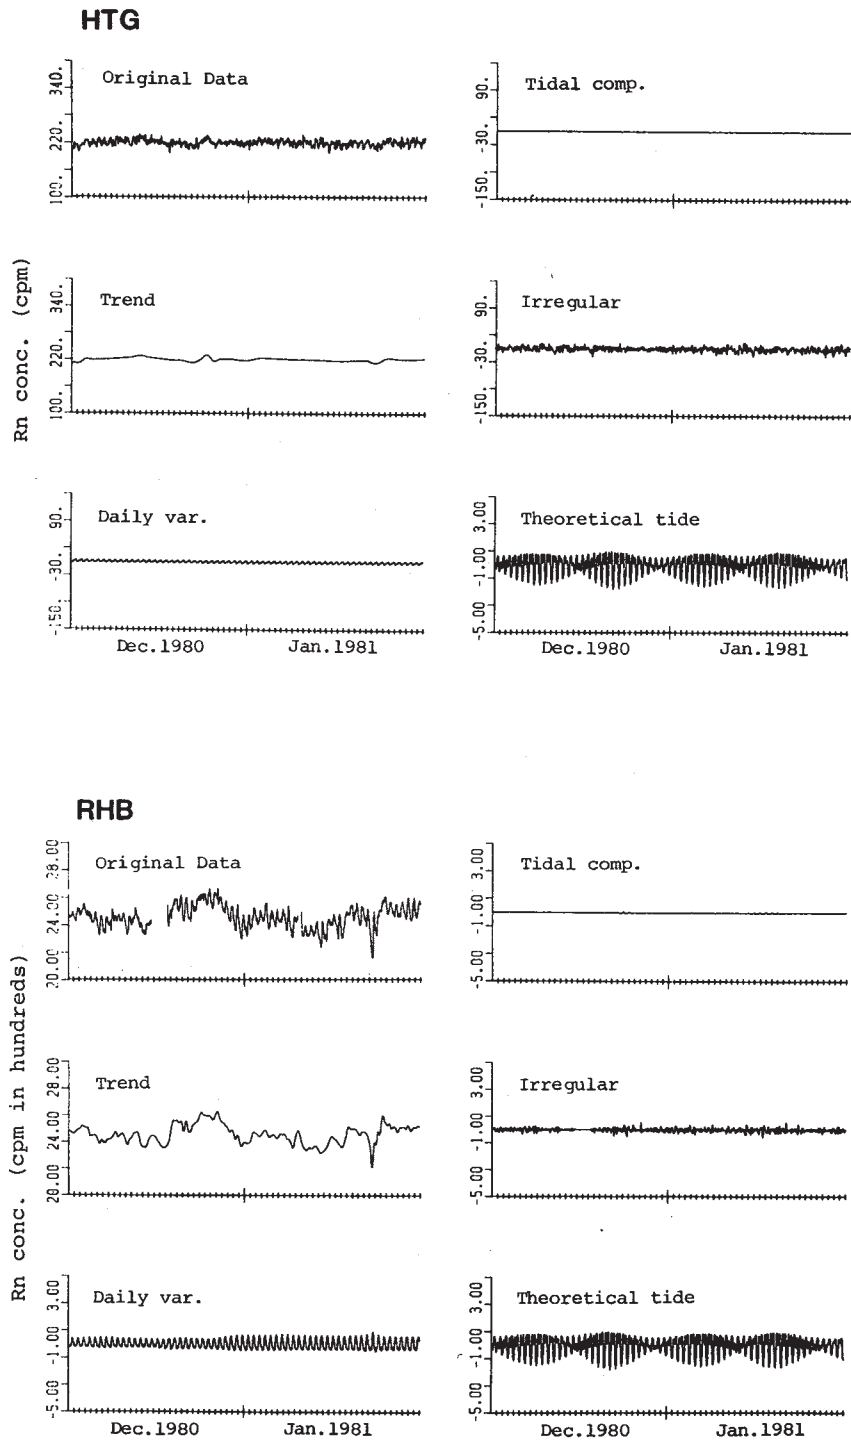 HTG
Rn conc. (cpm)
Original Data
340.
220.
100.
Tidal comp.
90.
-30.
-150.
Trend
340.
220.
100.
Irregular
90.
-30.
-150.
Daily var.
90.
-30.
-150.
Dec.1980 Jan.1981
Theoretical tide
3.00
-1.00
-5.00
Dec.1980 Jan.1981
RHB
Rn conc. (cpm in hundreds)
Original Data
28.00
24.00
20.00
Tidal comp.
3.00
-1.00
-5.00
Trend
28.00
24.00
20.00
Irregular
3.00
-1.00
-5.00
Daily var.
3.00
-1.00
-5.00
Dec.1980 Jan.1981
Theoretical tide
3.00
-1.00
-5.00
Dec.1980 Jan.1981